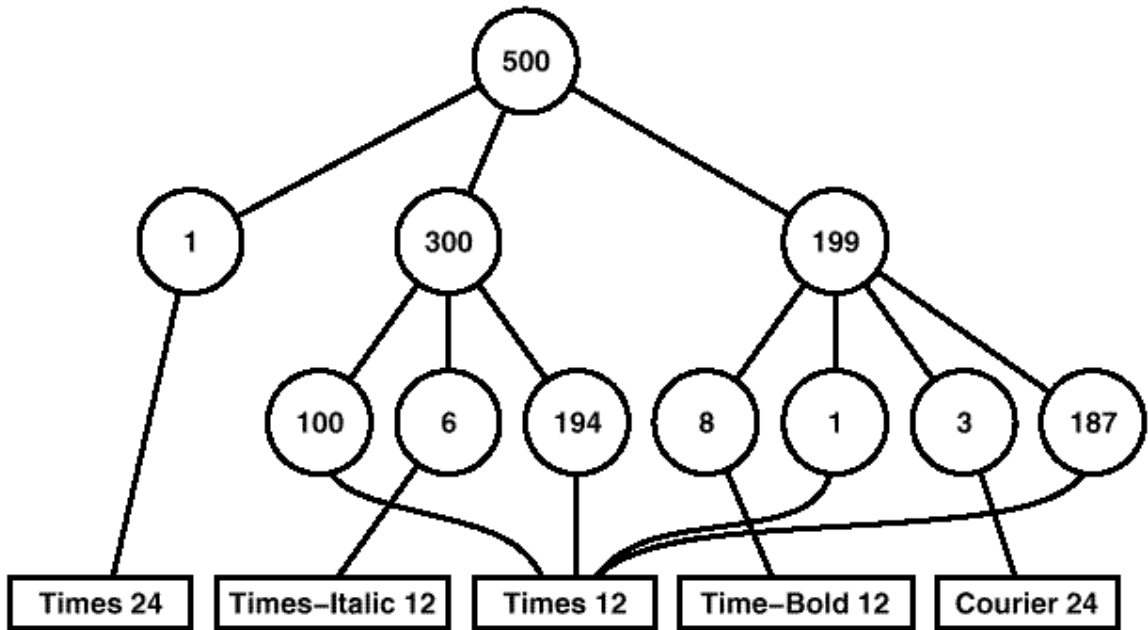 500
1
300
199
100
6
194
8
1
3
187
Times 24
Times-Italic 12
Times 12
Time-Bold 12
Courier 24